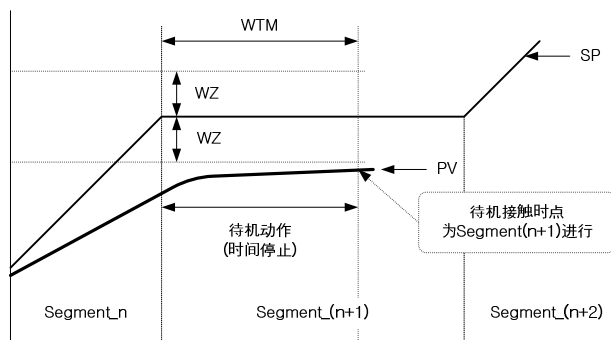 WTM
SP
WZ
WZ
PV
待机动作
(时间停止)
待机接触时点
为Segment(n+1)进行
Segment_n
Segment_(n+1)
Segment_(n+2)